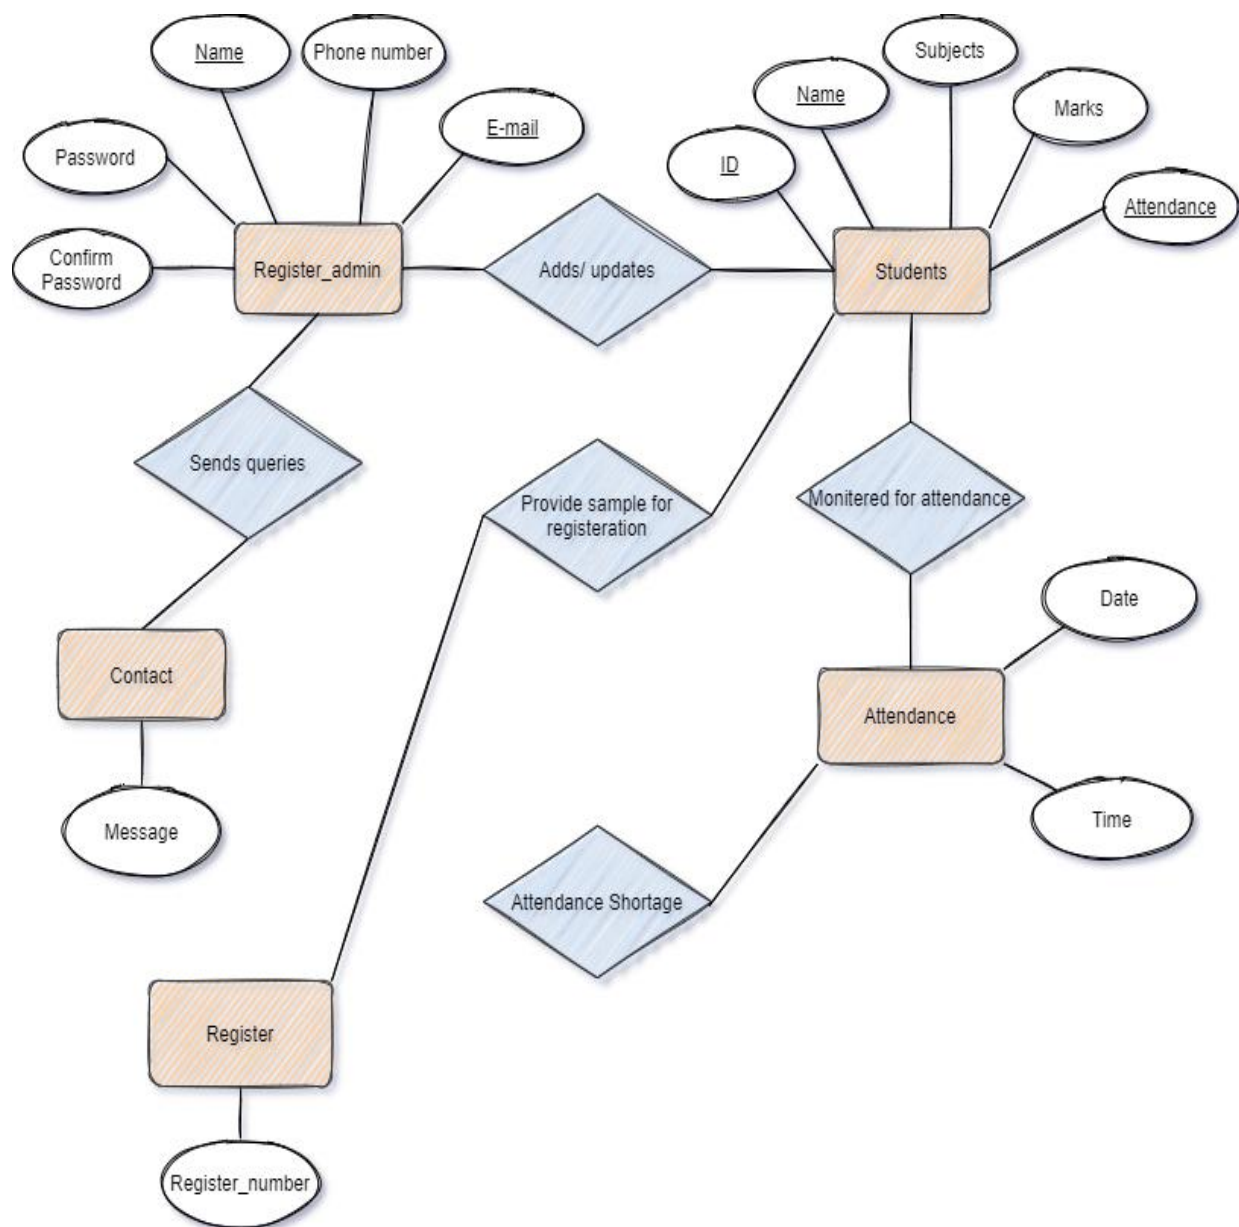 Name
Phone number
Subjects
Name
Marks
E-mail
Password
ID
Attendance
Confirm
Password
Register_admin
Adds/ updates
Students
Sends queries
Provide sample for
registeration
Monitered for attendance
Date
Contact
Attendance
Message
Time
Attendance Shortage
Register
Register_number